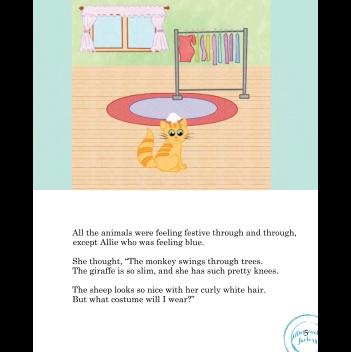 All the animals were feeling festive through and through,
except Allie who was feeling blue.
She thought, “The monkey swings through trees.
The giraffe is so slim, and she has such pretty knees.
The sheep looks so nice with her curly white hair.
But what costume will I wear?”
5
factory